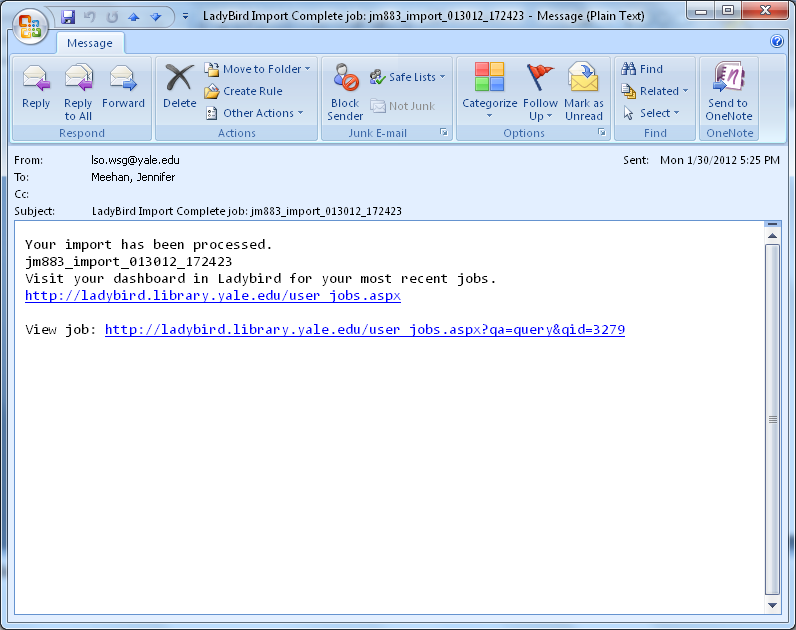 LadyBird Import Complete job: jm883_import_013012_172423 - Message (Plain Text)
Message
Reply
Reply to All
Forward
Respond
Delete
Move to Folder
Create Rule
Other Actions
Actions
Block Sender
Safe Lists
Not Junk
Junk E-mail
Categorize
Follow Up
Mark as Unread
Options
Find
Related
Select
Find
Send to OneNote
OneNote
From: lso.wsg@yale.edu Sent: Mon 1/30/2012 5:25 PM
To: Meehan, Jennifer
Cc:
Subject: LadyBird Import Complete job: jm883_import_013012_172423
Your import has been processed.
jm883_import_013012_172423
Visit your dashboard in Ladybird for your most recent jobs.
http://ladybird.library.yale.edu/user_jobs.aspx
View job: http://ladybird.library.yale.edu/user_jobs.aspx?qa=query&qid=3279